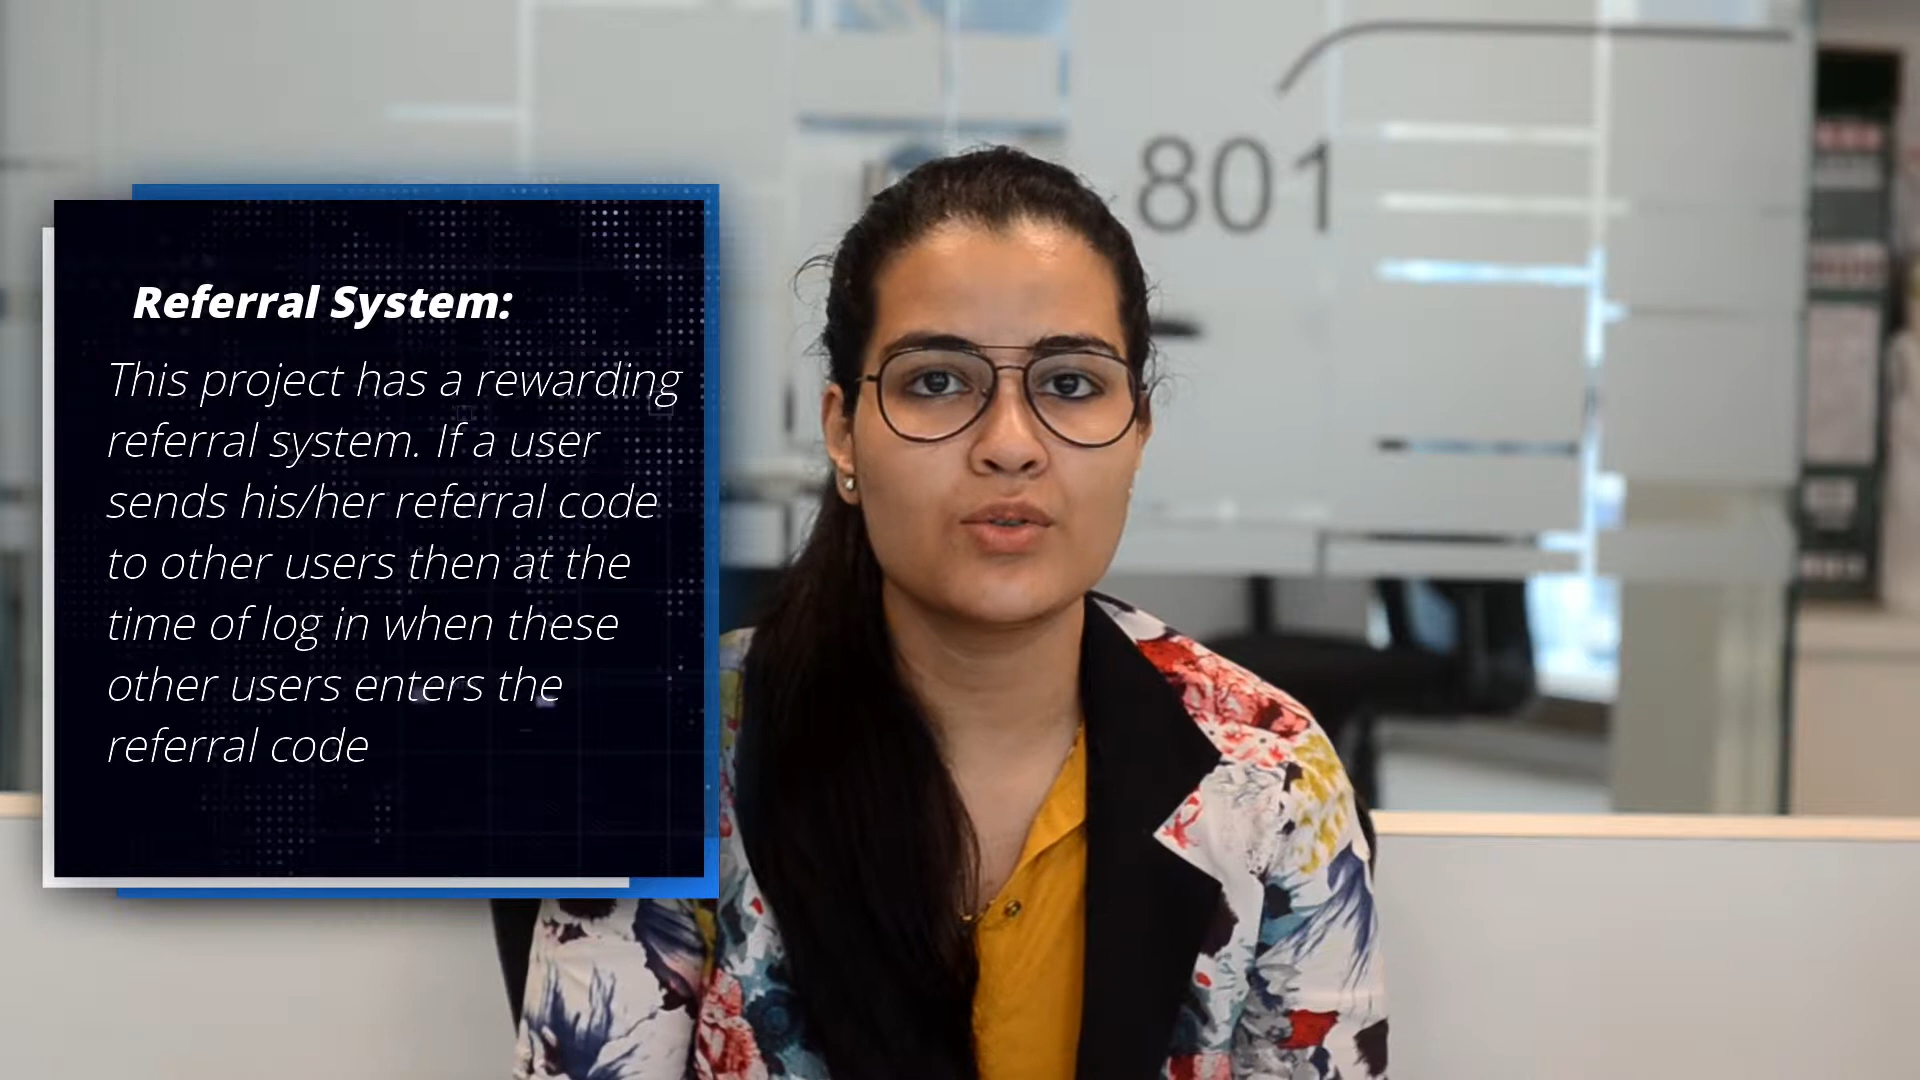 801
Referral System:
This project has a rewarding
referral system. If a user
sends his/her referral code
to other users then at the
time of log in when these
other users enters the
referral code